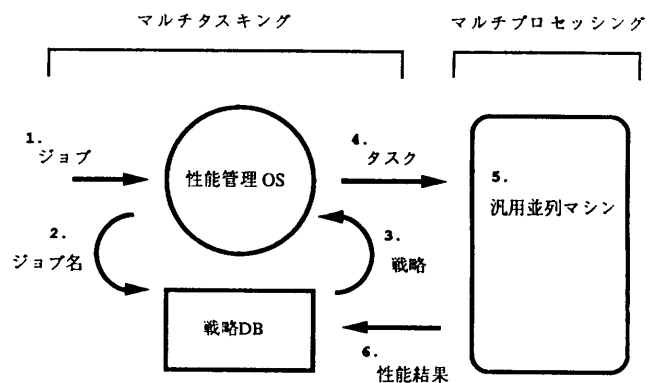 マルチタスキング
マルチプロセッシング
1.
ジョブ
性能管理 OS
4.
タスク
5.
汎用並列マシン
2.
ジョブ名
3.
戦略
戦略DB
6.
性能結果